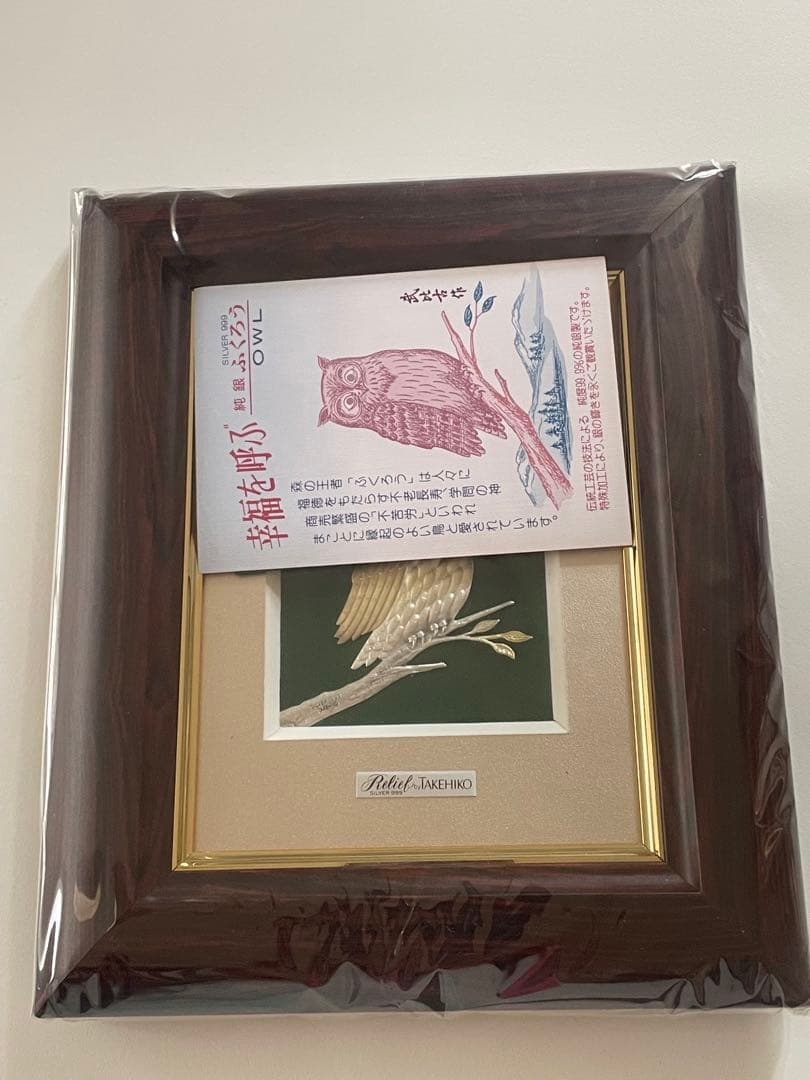 幸福を呼ぶ
純銀 ふくろう
SILVER 999
OWL
武比古作
森の王者「ふくろう」は人々に
福徳をもたらす不老長寿、学問の神
商売繁盛の「不苦労」といわれ
まことに縁起のよい鳥と愛されています。
伝統工芸の技法による 純度99.9%の純銀製です。
特殊加工により、銀の輝きを永くご観賞いただけます。
Relief by TAKEHIKO
SILVER 999